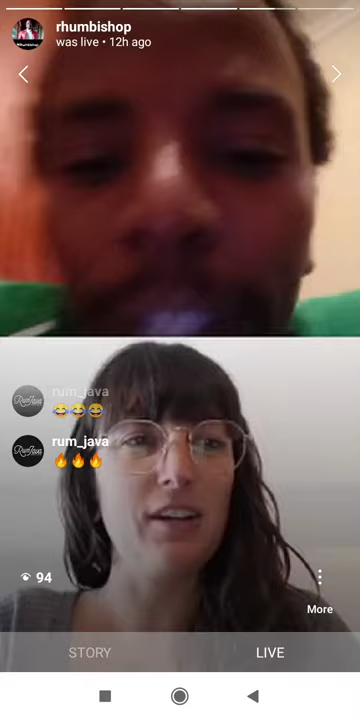 rhumbishop
was live • 12h ago
rum_java
😂😂😂
rum_java
🔥🔥🔥
94
More
STORY
LIVE